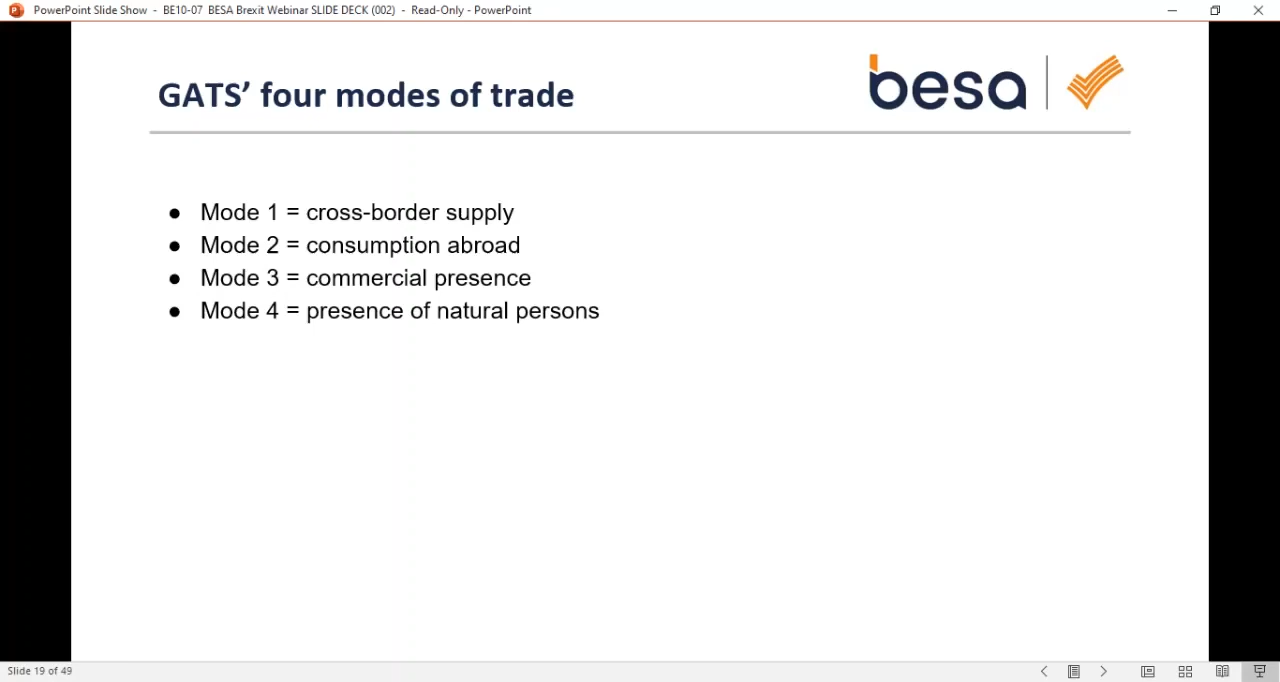 PowerPoint Slide Show - BE10-07 BESA Brexit Webinar SLIDE DECK (002) - Read-Only - PowerPoint
GATS’ four modes of trade
besa
● Mode 1 = cross-border supply
● Mode 2 = consumption abroad
● Mode 3 = commercial presence
● Mode 4 = presence of natural persons
Slide 19 of 49